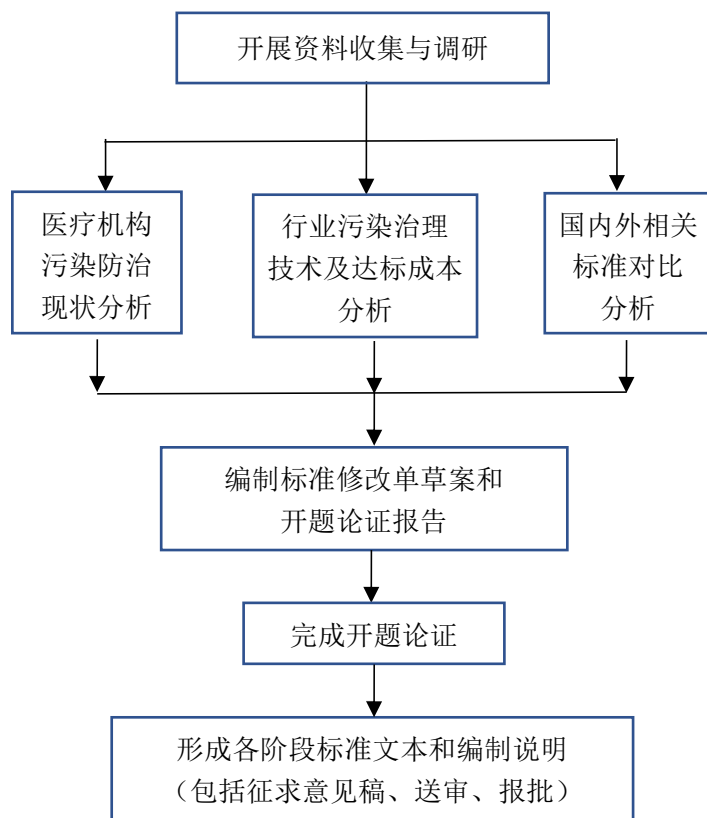 开展资料收集与调研
医疗机构
污染防治
现状分析
行业污染治理
技术及达标成本
分析
国内外相关
标准对比
分析
编制标准修改单草案和
开题论证报告
完成开题论证
形成各阶段标准文本和编制说明
（包括征求意见稿、送审、报批）